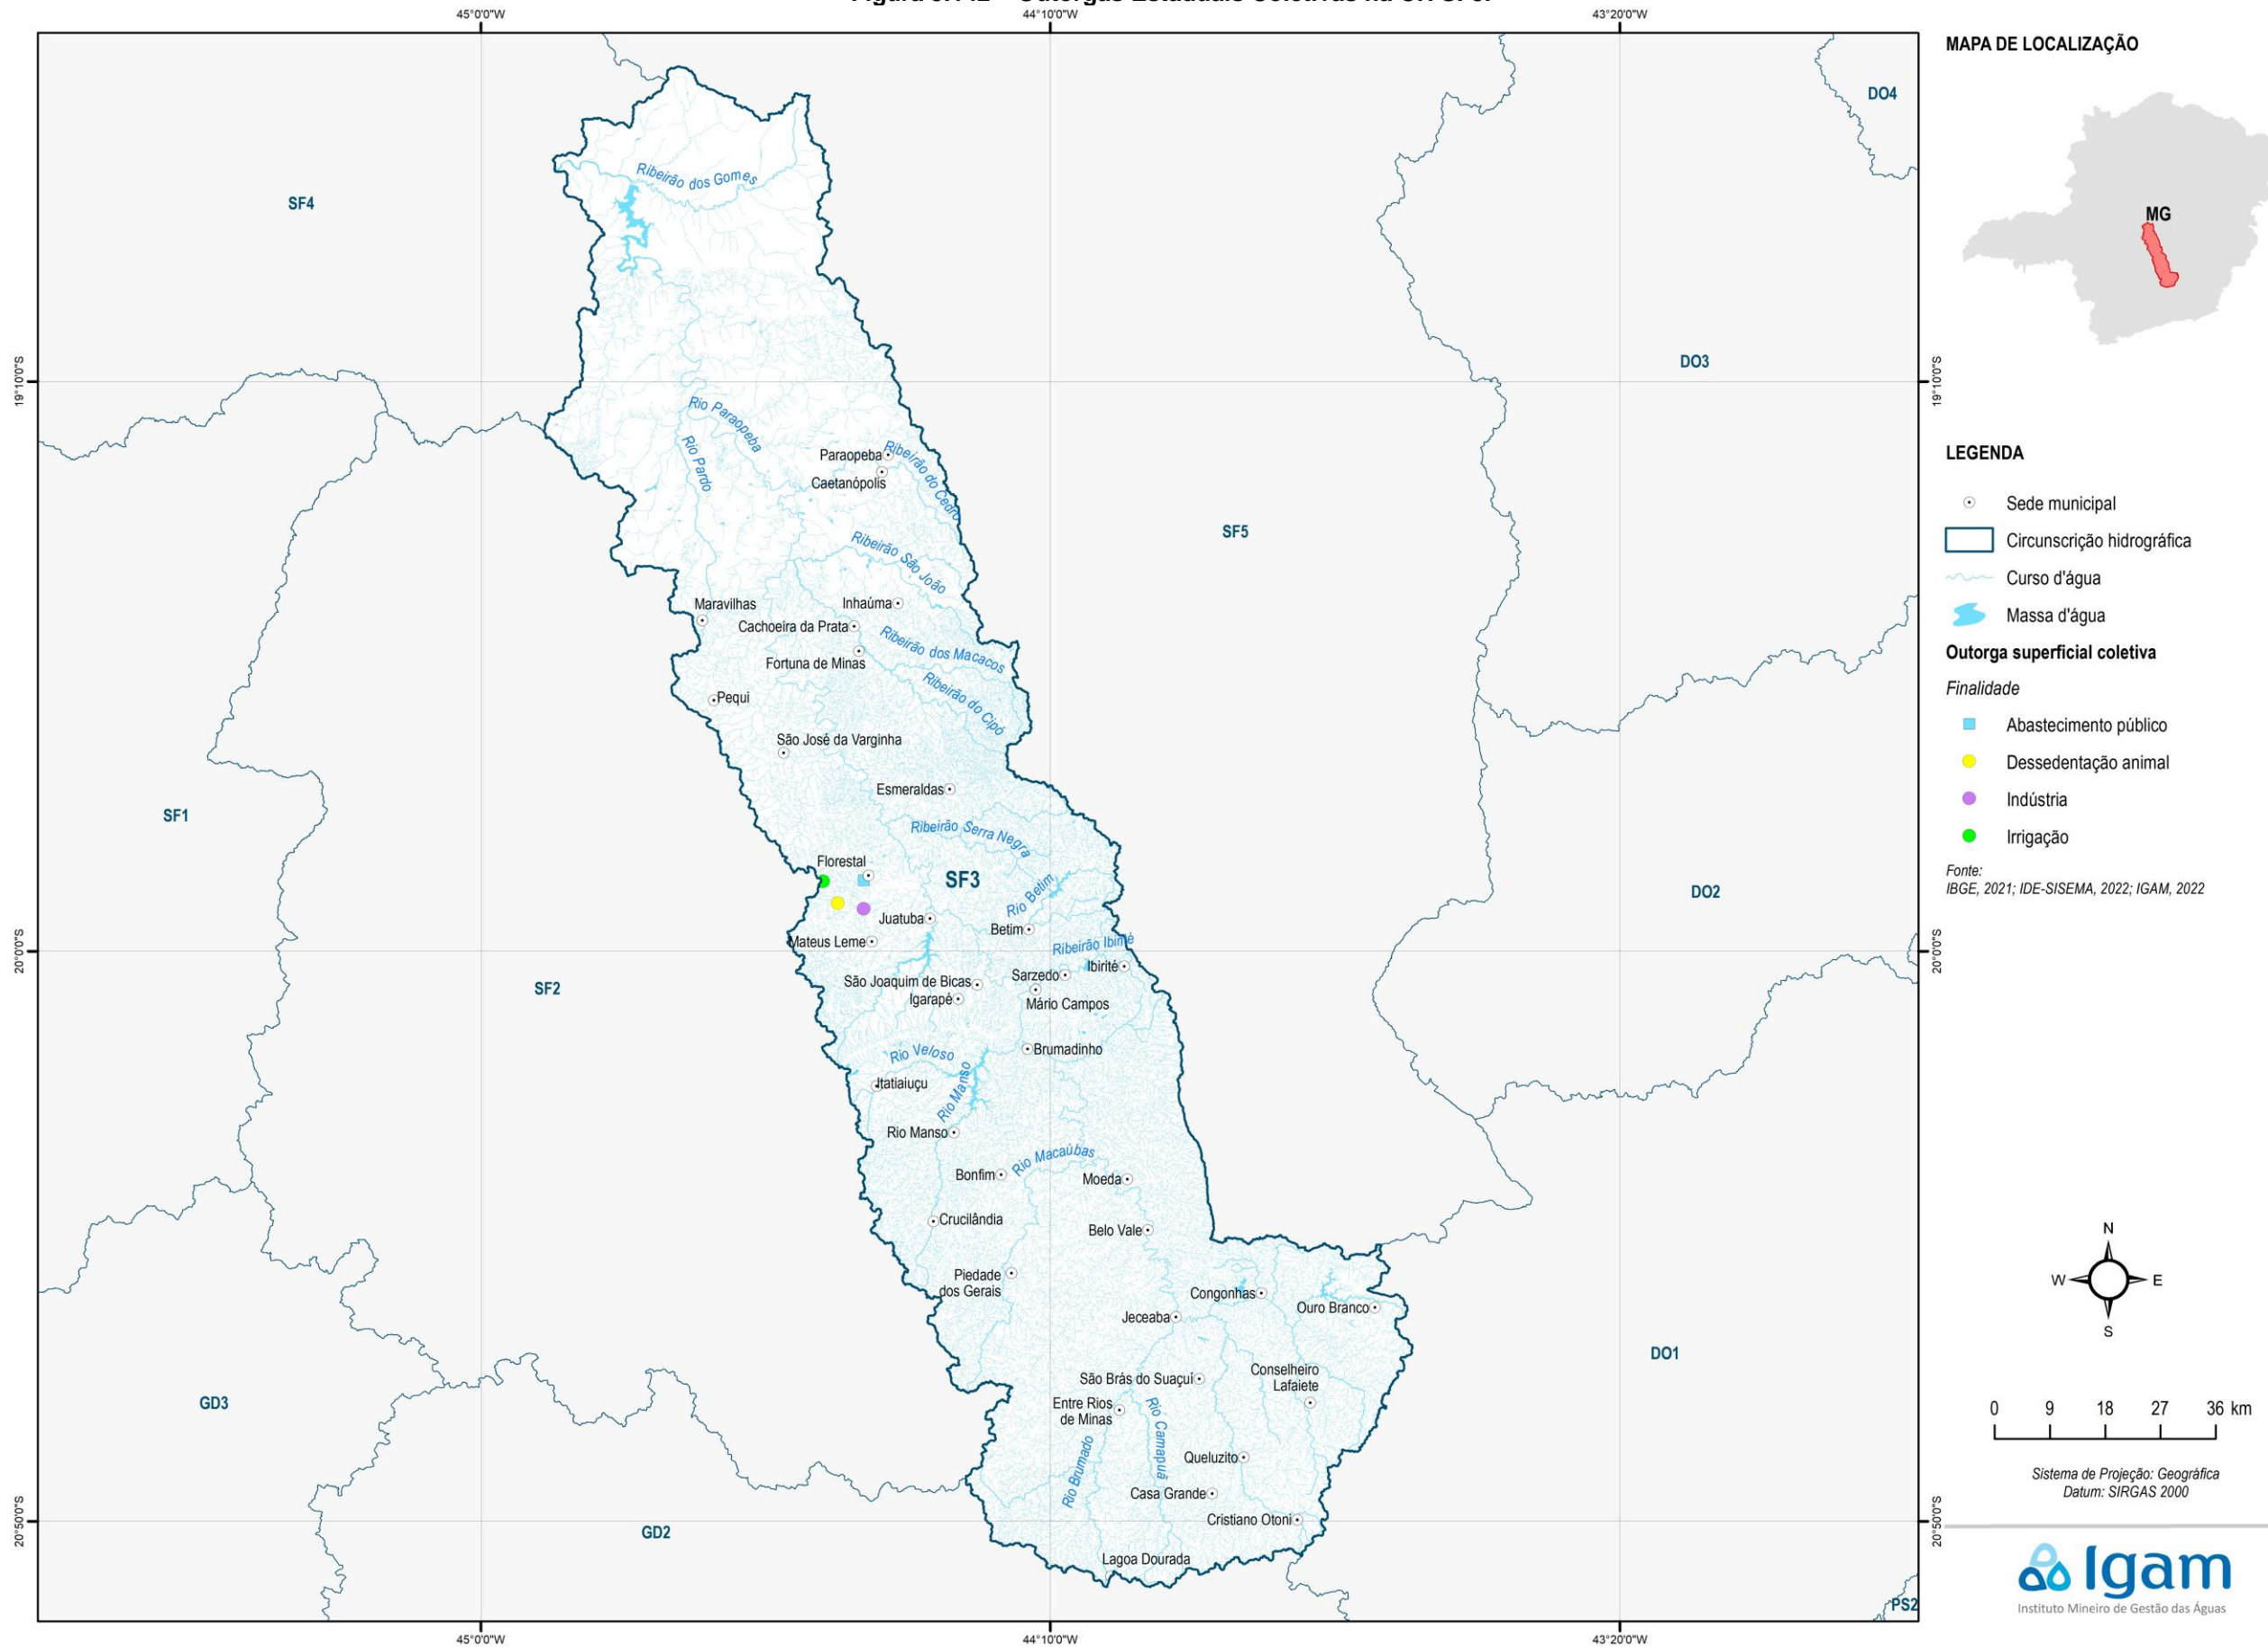 45°0'0"W
44°10'0"W
43°20'0"W
MAPA DE LOCALIZAÇÃO
DO4
SF4
Ribeirão dos Gomes
MG
19°10'0"S
DO3
19°10'0"S
Rio Paraopeba
Rio Pardo
Paraopeba
Ribeirão do Cedro
Caetanópolis
LEGENDA
Sede municipal
Circunscrição hidrográfica
Curso d'água
Massa d'água
Outorga superficial coletiva
Finalidade
Abastecimento público
Dessedentação animal
Indústria
Irrigação
Fonte:
IBGE, 2021; IDE-SISEMA, 2022; IGAM, 2022
SF5
Ribeirão São João
Maravilhas
Inhaúma
Cachoeira da Prata
Ribeirão dos Macacos
Fortuna de Minas
Ribeirão do Cipó
Pequi
São José da Varginha
Esmeraldas
SF1
Ribeirão Serra Negra
Florestal
SF3
Rio Betim
DO2
Juatuba
Betim
Mateus Leme
Ribeirão Ibirité
20°0'0"S
20°0'0"S
Ibirité
Sarzedo
São Joaquim de Bicas
Igarapé
Mário Campos
SF2
Brumadinho
Rio Veloso
Itatiaiuçu
Rio Manso
Rio Manso
Rio Macaúbas
Bonfim
Moeda
Crucilândia
Belo Vale
Piedade
dos Gerais
Congonhas
Ouro Branco
Jeceaba
DO1
São Brás do Suaçuí
Conselheiro
Lafaiete
Entre Rios
de Minas
Rio Camapuã
Rio Brumado
GD3
Queluzito
Casa Grande
Cristiano Otoni
20°50'0"S
20°50'0"S
GD2
Lagoa Dourada
PS2
N
W
E
S
0 9 18 27 36 km
Sistema de Projeção: Geográfica
Datum: SIRGAS 2000
Igam
Instituto Mineiro de Gestão das Águas
45°0'0"W
44°10'0"W
43°20'0"W